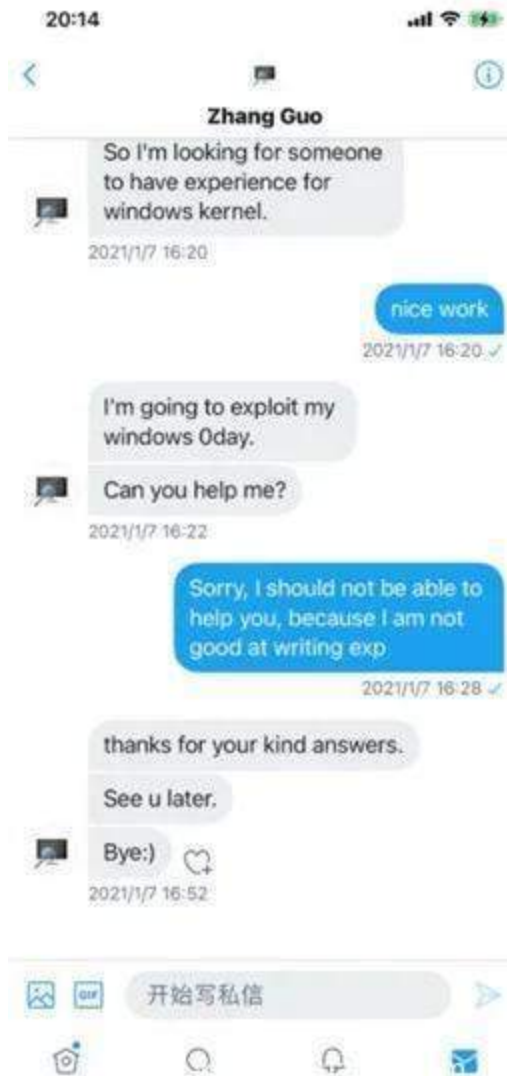 20:14
Zhang Guo
So I'm looking for someone
to have experience for
windows kernel.
2021/1/7 16:20
nice work
2021/1/7 16:20
I'm going to exploit my
windows 0day.
Can you help me?
2021/1/7 16:22
Sorry, I should not be able to
help you, because I am not
good at writing exp
2021/1/7 16:28
thanks for your kind answers.
See u later.
Bye:)
2021/1/7 16:52
GIF
开始写私信